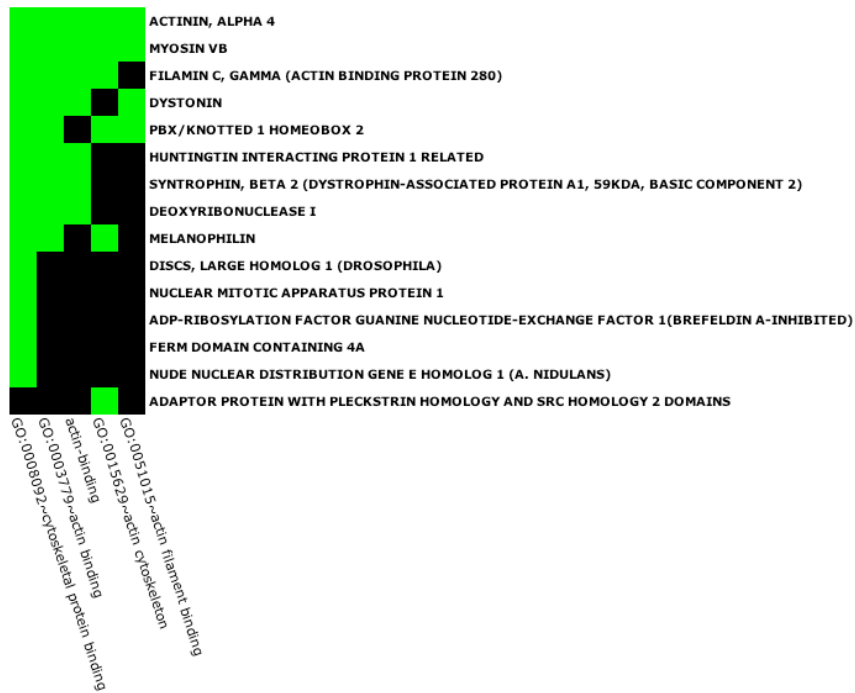 ACTININ, ALPHA 4
MYOSIN VB
FILAMIN C, GAMMA (ACTIN BINDING PROTEIN 280)
DYSTONIN
PBX/KNOTTED 1 HOMEOBOX 2
HUNTINGTIN INTERACTING PROTEIN 1 RELATED
SYNTROPHIN, BETA 2 (DYSTROPHIN-ASSOCIATED PROTEIN A1, 59KDA, BASIC COMPONENT 2)
DEOXYRIBONUCLEASE I
MELANOPHILIN
DISCS, LARGE HOMOLOG 1 (DROSOPHILA)
NUCLEAR MITOTIC APPARATUS PROTEIN 1
ADP-RIBOSYLATION FACTOR GUANINE NUCLEOTIDE-EXCHANGE FACTOR 1(BREFELDIN A-INHIBITED)
FERM DOMAIN CONTAINING 4A
NUDE NUCLEAR DISTRIBUTION GENE E HOMOLOG 1 (A. NIDULANS)
ADAPTOR PROTEIN WITH PLECKSTRIN HOMOLOGY AND SRC HOMOLOGY 2 DOMAINS
GO:0008092~cytoskeletal protein binding
GO:0003779~actin binding
actin-binding
GO:0015629~actin cytoskeleton
GO:0051015~actin filament binding